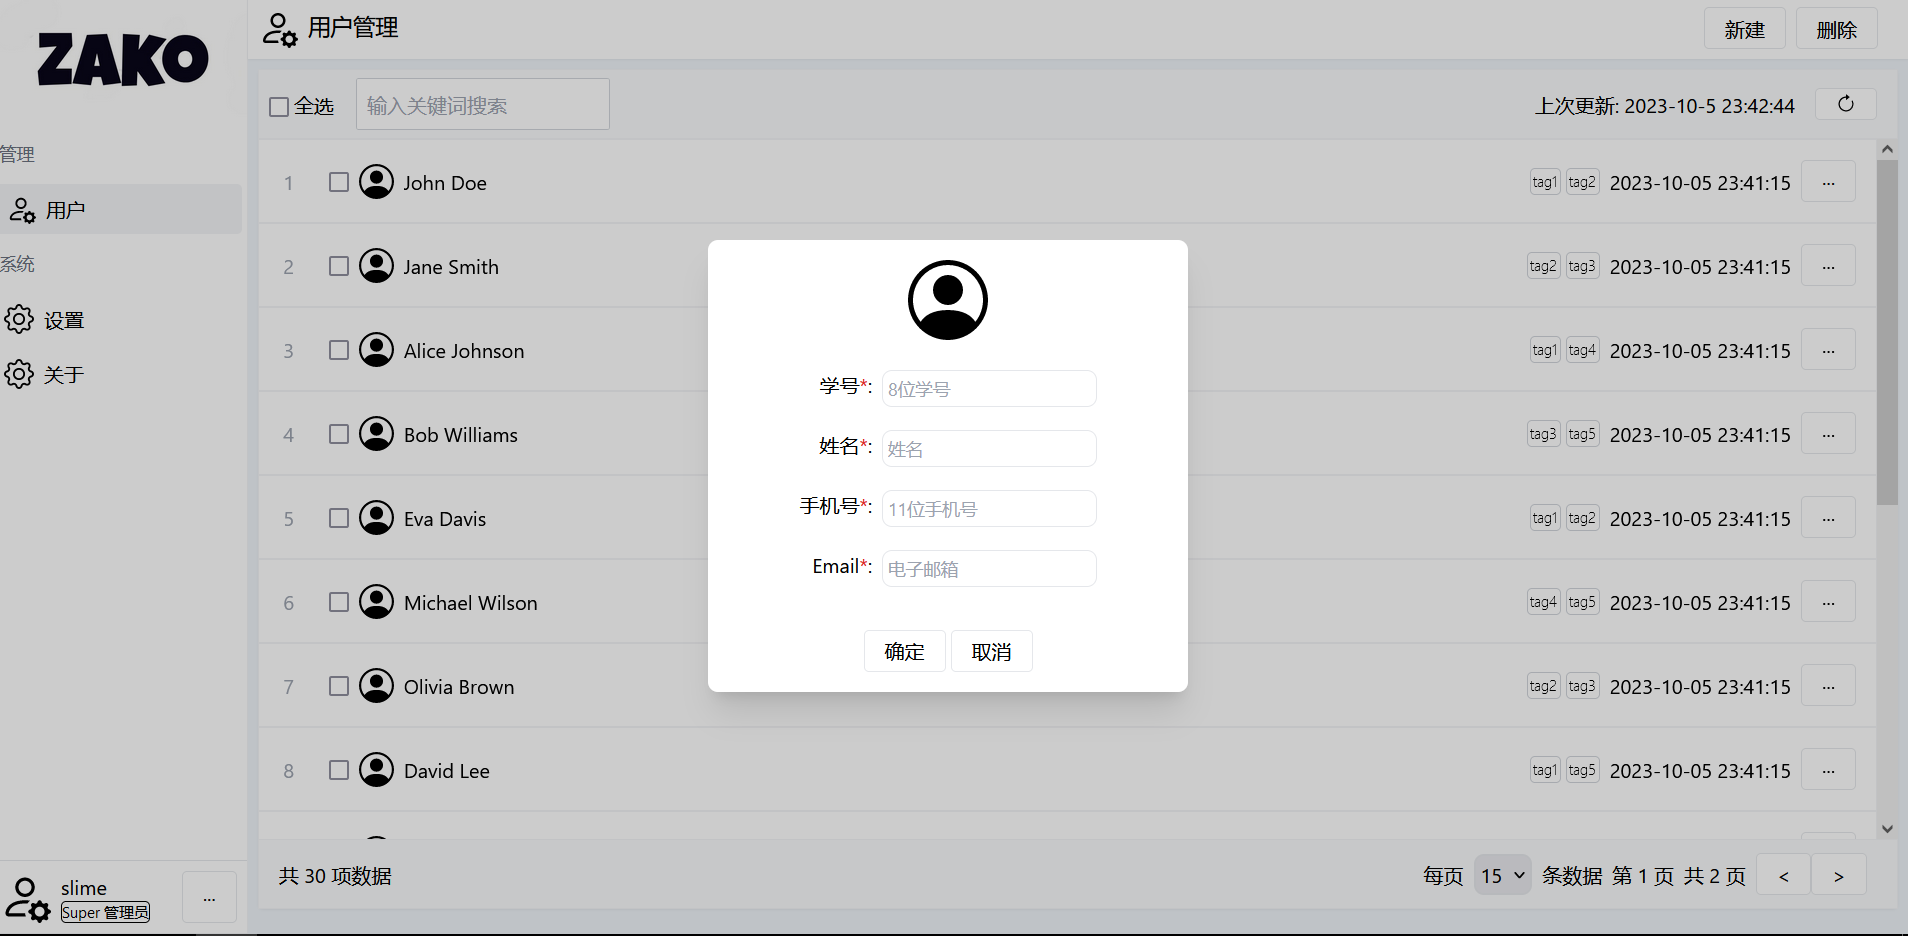 ZAKO
管理
用户
系统
设置
关于
slime
Super 管理员
...
用户管理
新建
删除
全选
输入关键词搜索
上次更新: 2023-10-5 23:42:44
1 John Doe tag1 tag2 2023-10-05 23:41:15 ...
2 Jane Smith tag2 tag3 2023-10-05 23:41:15 ...
3 Alice Johnson tag1 tag4 2023-10-05 23:41:15 ...
4 Bob Williams tag3 tag5 2023-10-05 23:41:15 ...
5 Eva Davis tag1 tag2 2023-10-05 23:41:15 ...
6 Michael Wilson tag4 tag5 2023-10-05 23:41:15 ...
7 Olivia Brown tag2 tag3 2023-10-05 23:41:15 ...
8 David Lee tag1 tag5 2023-10-05 23:41:15 ...
学号*: 8位学号
姓名*: 姓名
手机号*: 11位手机号
Email*: 电子邮箱
确定 取消
共 30 项数据
每页 15 条数据 第 1 页 共 2 页 < >